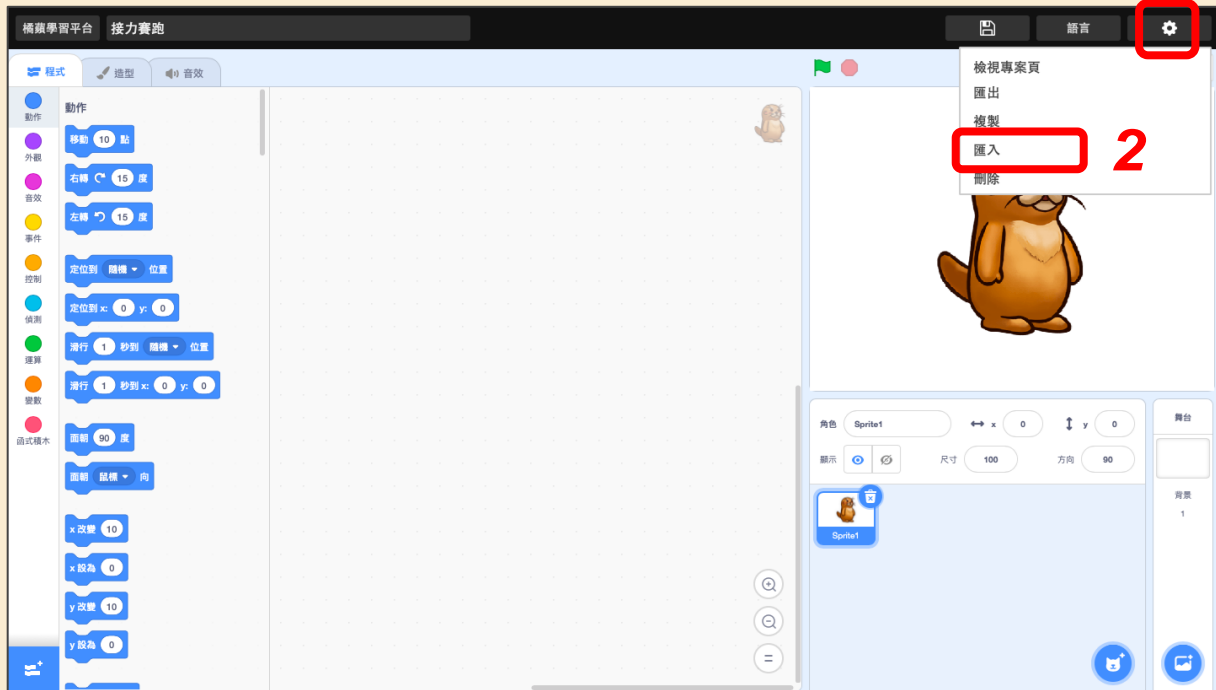 橘蘋學習平台
接力賽跑
語言
檢視專案頁
匯出
複製
匯入
刪除
2
程式
造型
音效
動作
外觀
音效
事件
控制
偵測
運算
變數
函式積木
動作
移動 10 點
右轉 15 度
左轉 15 度
定位到 隨機 位置
定位到 x: 0 y: 0
滑行 1 秒到 隨機 位置
滑行 1 秒到 x: 0 y: 0
面朝 90 度
面朝 鼠標 向
x 改變 10
x 設為 0
y 改變 10
y 設為 0
角色 Sprite1 x 0 y 0
顯示 尺寸 100 方向 90
Sprite1
舞台
背景
1